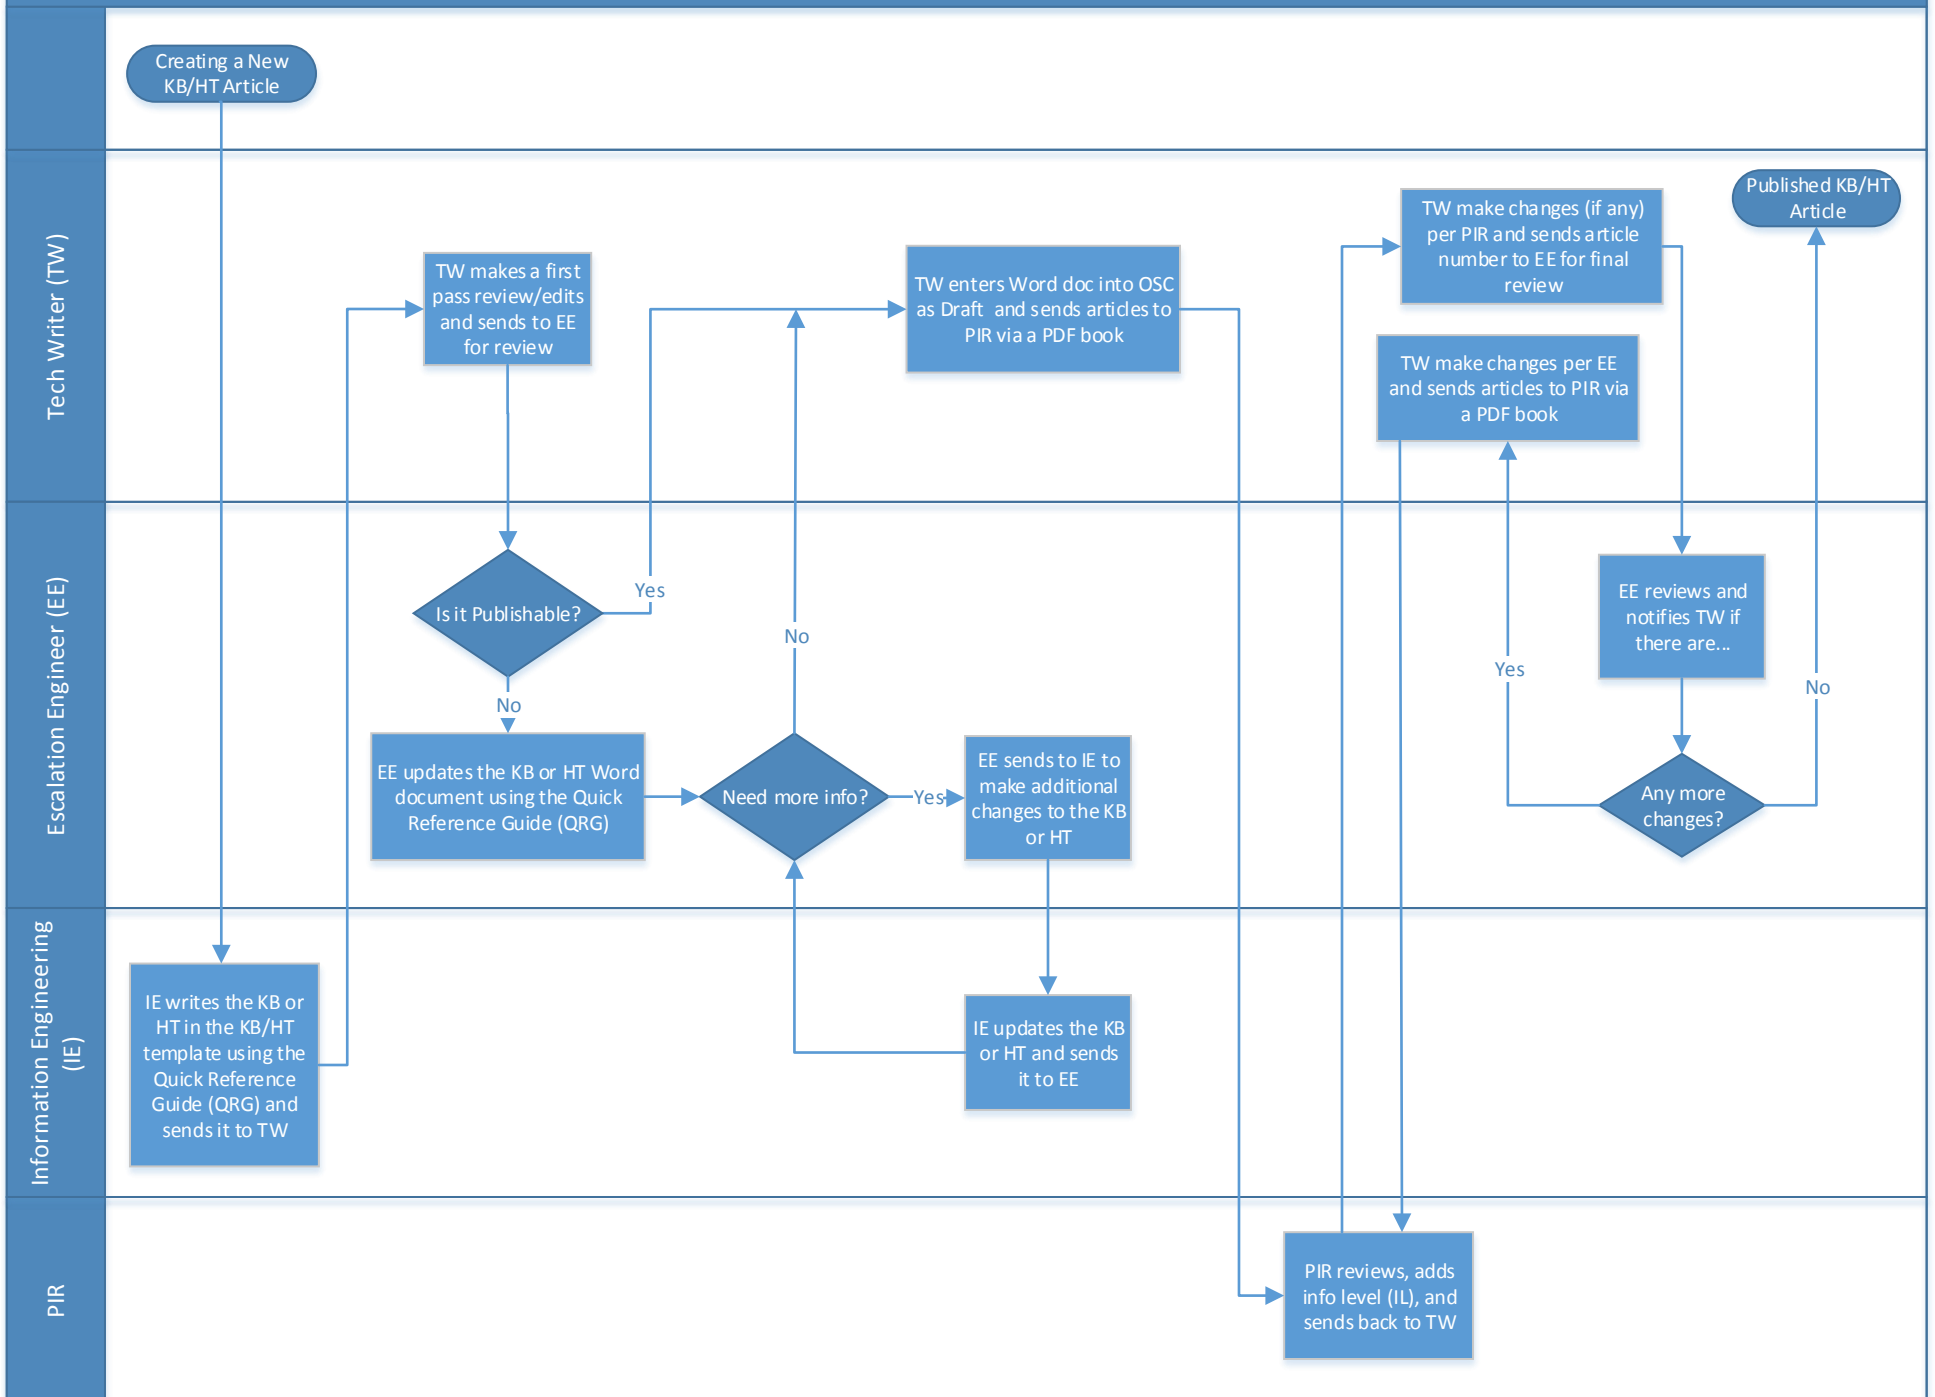 Creating a New
KB/HT Article
Tech Writer (TW)
TW makes a first
pass review/edits
and sends to EE
for review
TW enters Word doc into OSC
as Draft and sends articles to
PIR via a PDF book
TW make changes (if any)
per PIR and sends article
number to EE for final
review
TW make changes per EE
and sends articles to PIR via
a PDF book
Published KB/HT
Article
Escalation Engineer (EE)
Is it Publishable?
Yes
No
EE updates the KB or HT Word
document using the Quick
Reference Guide (QRG)
Need more info?
No
Yes
EE sends to IE to
make additional
changes to the KB
or HT
EE reviews and
notifies TW if
there are...
Any more
changes?
Yes
No
Information Engineering
(IE)
IE writes the KB or
HT in the KB/HT
template using the
Quick Reference
Guide (QRG) and
sends it to TW
IE updates the KB
or HT and sends
it to EE
PIR
PIR reviews, adds
info level (IL), and
sends back to TW